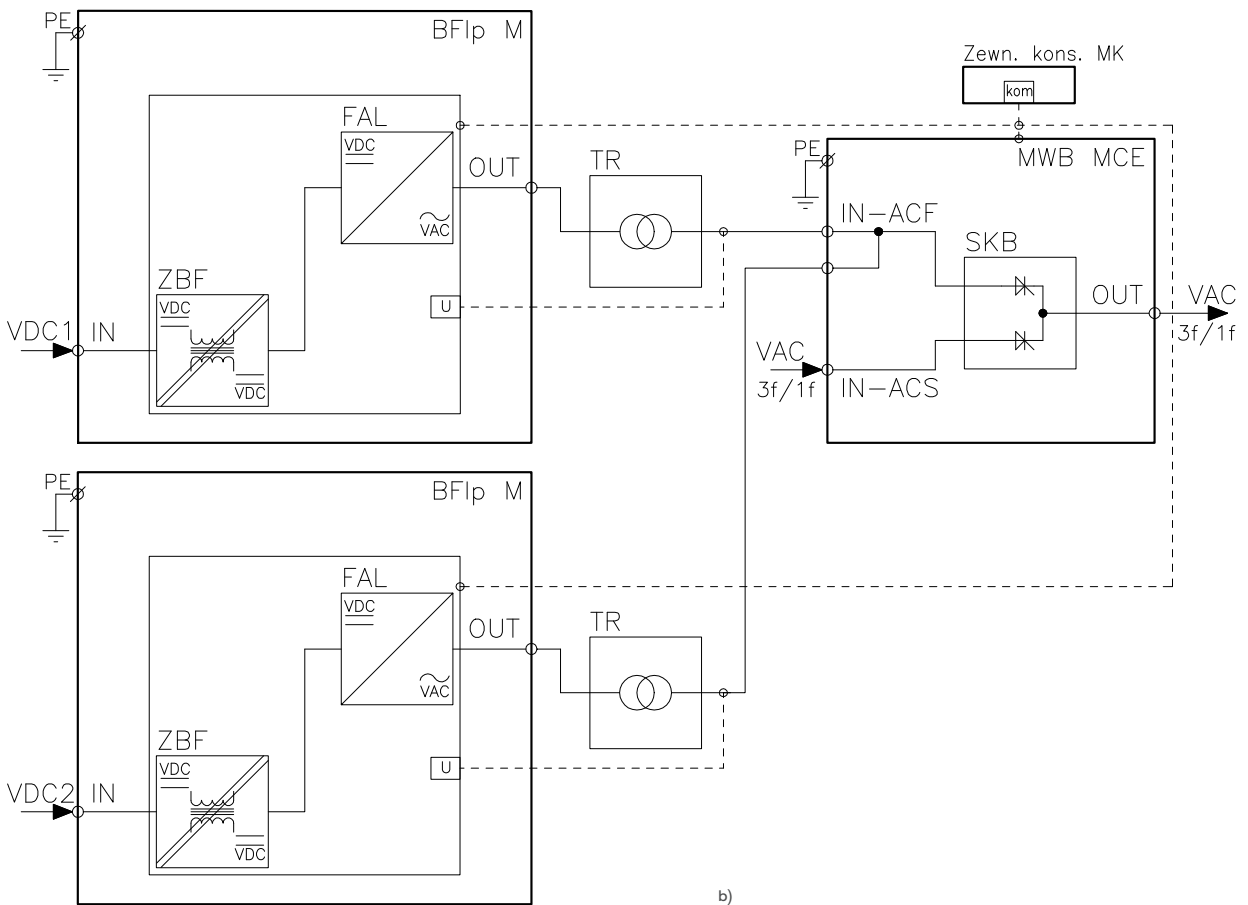 PE
BFIp M
FAL
VDC
VAC
OUT
ZBF
VDC
VDC
U
VDC1 IN
TR
Zewn. kons. MK
kom
PE
MWB MCE
IN-ACF
SKB
OUT
VAC
3f/1f
VAC
3f/1f
IN-ACS
PE
BFIp M
FAL
VDC
VAC
OUT
ZBF
VDC
VDC
U
VDC2 IN
TR
b)